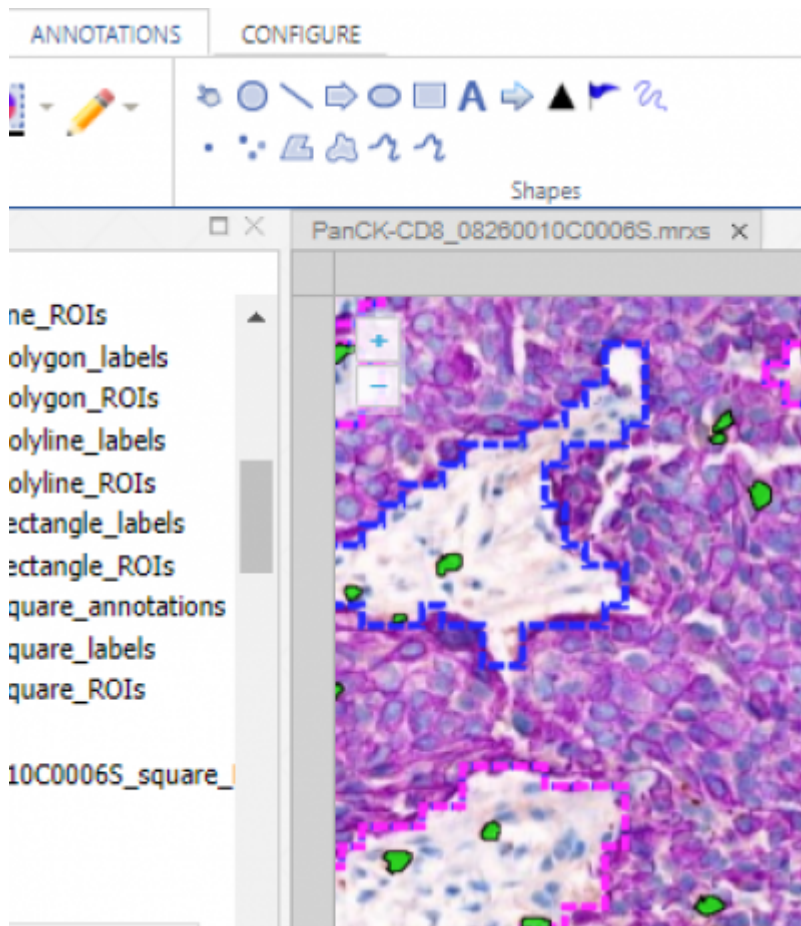 ANNOTATIONS CONFIGURE
A
Shapes
PanCK-CD8_08260010C0006S.mrxs ×
ne_ROIs
olygon_labels
olygon_ROIs
olyline_labels
olyline_ROIs
ectangle_labels
ectangle_ROIs
quare_annotations
quare_labels
quare_ROIs
10C0006S_square_
+
−